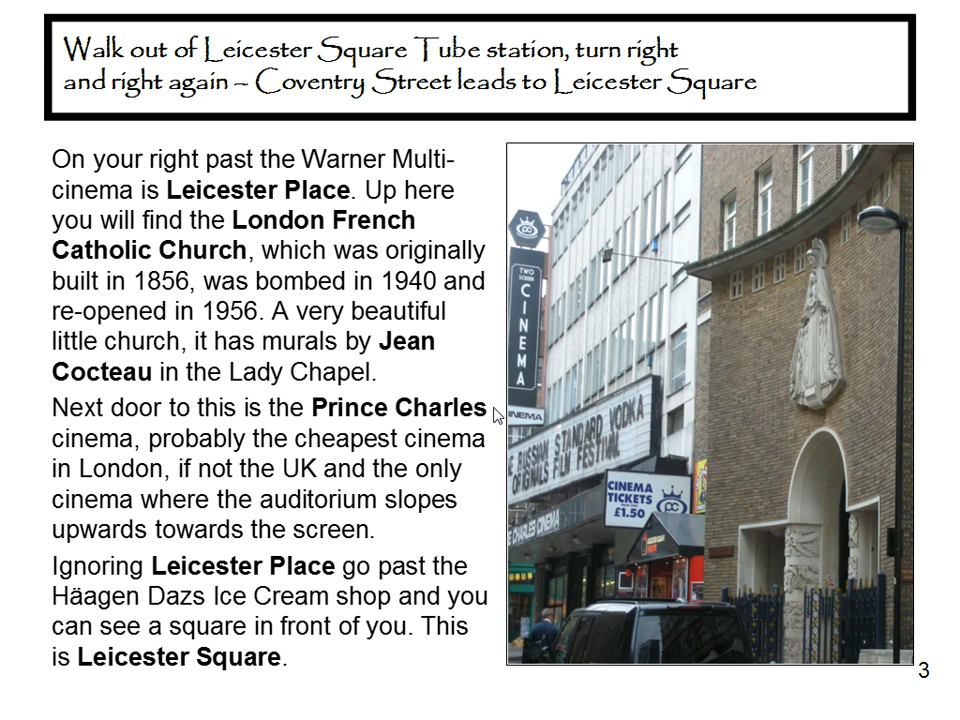 Walk out of Leicester Square Tube station, turn right
and right again – Coventry Street leads to Leicester Square
On your right past the Warner Multi-
cinema is Leicester Place. Up here
you will find the London French
Catholic Church, which was originally
built in 1856, was bombed in 1940 and
re-opened in 1956. A very beautiful
little church, it has murals by Jean
Cocteau in the Lady Chapel.
Next door to this is the Prince Charles
cinema, probably the cheapest cinema
in London, if not the UK and the only
cinema where the auditorium slopes
upwards towards the screen.
Ignoring Leicester Place go past the
Häagen Dazs Ice Cream shop and you
can see a square in front of you. This
is Leicester Square.
pc
TWO
SCREEN
CINEMA
INEMA
E RUSSIAN STANDARD VODKA
ORIGINALS FILM FESTIVAL
CINEMA
TICKETS
£1.50
pc
E CHARLES CINEMA
3